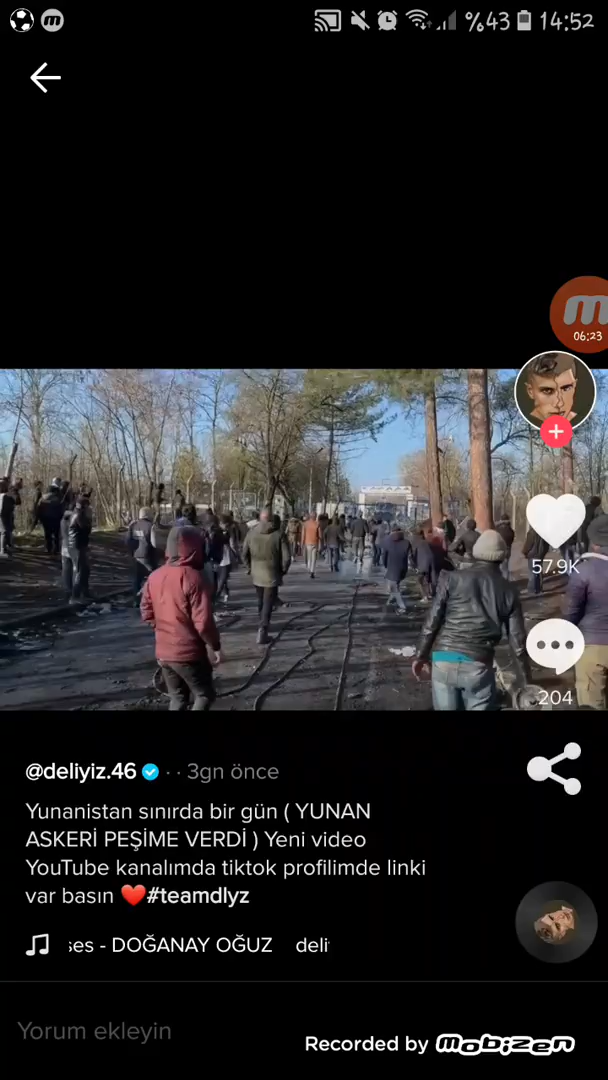 %43 14:52
06:23
57.9K
204
@deliyiz.46 · · 3gn önce
Yunanistan sınırda bir gün ( YUNAN
ASKERİ PEŞİME VERDİ ) Yeni video
YouTube kanalımda tiktok profilimde linki
var basın ❤️#teamdlyz
ses - DOĞANAY OĞUZ deli
Yorum ekleyin
Recorded by mobizen